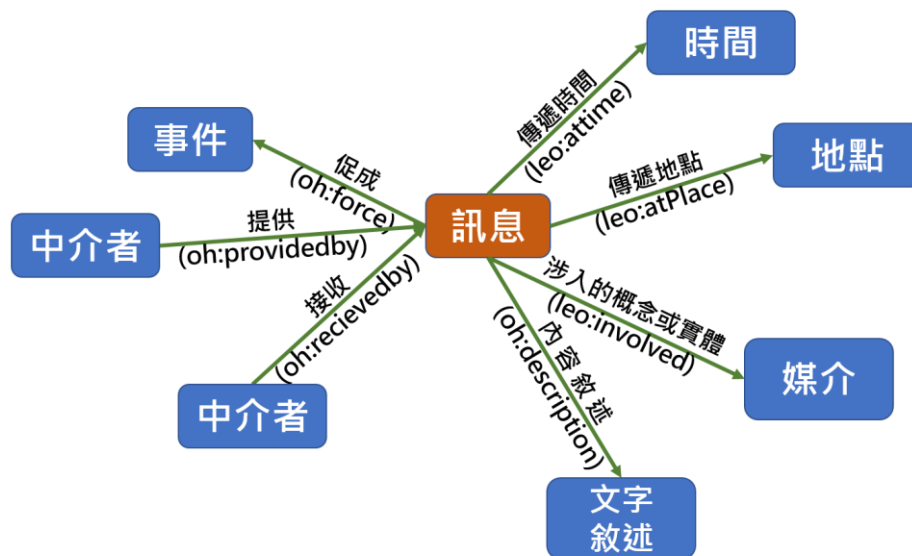 時間
傳遞時間
(leo:attime)
事件
促成
(oh:force)
傳遞地點
(leo:atPlace)
地點
中介者
提供
(oh:providedby)
訊息
接收
(oh:recievedby)
涉入的概念或實體
(leo:involved)
媒介
內容敘述
(oh:description)
中介者
文字
敘述